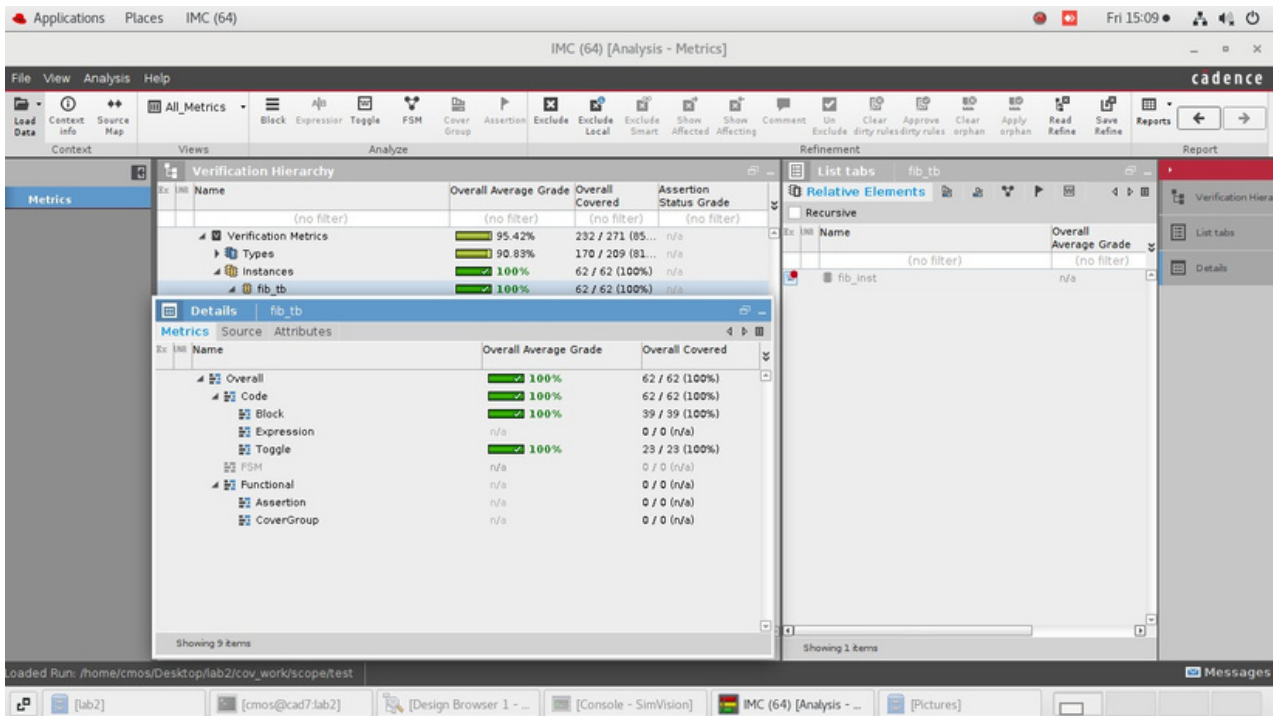 Applications Places IMC (64) Fri 15:09
IMC (64) [Analysis - Metrics]
File View Analysis Help cādence
Load Data Context info Source Map All_Metrics Block Expression Toggle FSM Cover Group Assertion Exclude Exclude Local Exclude Smart Show Affected Show Affecting Comment Un Exclude Clear dirty rules Approve dirty rules Clear orphan Apply orphan Read Refine Save Refine Reports
Context Views Analyze Refinement Report
Metrics
Verification Hierarchy
Ex UNR Name Overall Average Grade Overall Covered Assertion Status Grade
(no filter) (no filter) (no filter) (no filter)
Verification Metrics 95.42% 232 / 271 (85... n/a
Types 90.83% 170 / 209 (81... n/a
Instances 100% 62 / 62 (100%) n/a
fib_tb 100% 62 / 62 (100%) n/a
Details fib_tb
Metrics Source Attributes
Ex UNR Name Overall Average Grade Overall Covered
Overall 100% 62 / 62 (100%)
Code 100% 62 / 62 (100%)
Block 100% 39 / 39 (100%)
Expression n/a 0 / 0 (n/a)
Toggle 100% 23 / 23 (100%)
FSM n/a 0 / 0 (n/a)
Functional n/a 0 / 0 (n/a)
Assertion n/a 0 / 0 (n/a)
CoverGroup n/a 0 / 0 (n/a)
Showing 9 items
List tabs fib_tb
Relative Elements
Recursive
Ex UNR Name Overall Average Grade
(no filter) (no filter)
fib_inst n/a
Showing 1 items
Verification Hiera
List tabs
Details
Loaded Run: /home/cmos/Desktop/lab2/cov_work/scope/test Messages
[lab2] [cmos@cad7:lab2] [Design Browser 1 - ... [Console - SimVision] IMC (64) [Analysis - ... [Pictures]